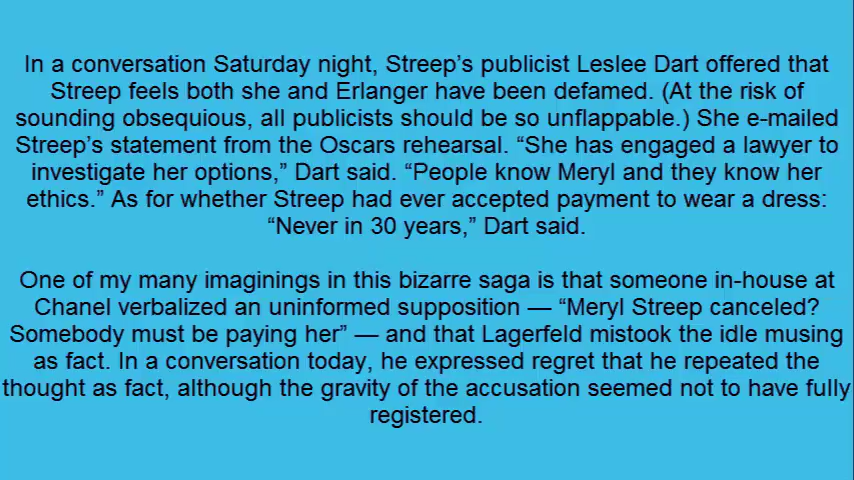 In a conversation Saturday night, Streep’s publicist Leslee Dart offered that
Streep feels both she and Erlanger have been defamed. (At the risk of
sounding obsequious, all publicists should be so unflappable.) She e-mailed
Streep’s statement from the Oscars rehearsal. “She has engaged a lawyer to
investigate her options,” Dart said. “People know Meryl and they know her
ethics.” As for whether Streep had ever accepted payment to wear a dress:
“Never in 30 years,” Dart said.
One of my many imaginings in this bizarre saga is that someone in-house at
Chanel verbalized an uninformed supposition — “Meryl Streep canceled?
Somebody must be paying her” — and that Lagerfeld mistook the idle musing
as fact. In a conversation today, he expressed regret that he repeated the
thought as fact, although the gravity of the accusation seemed not to have fully
registered.